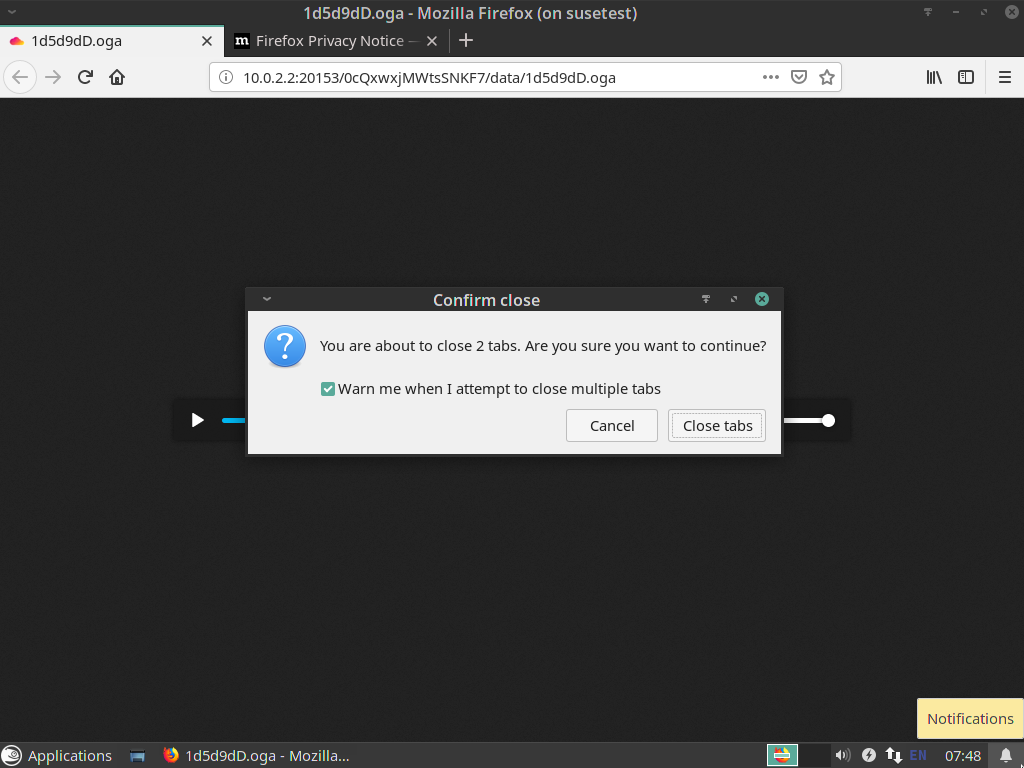 1d5d9dD.oga - Mozilla Firefox (on susetest)
1d5d9dD.oga
m Firefox Privacy Notice —
10.0.2.2:20153/0cQxwxjMWtsSNKF7/data/1d5d9dD.oga
Confirm close
You are about to close 2 tabs. Are you sure you want to continue?
Warn me when I attempt to close multiple tabs
Cancel
Close tabs
Notifications
Applications
1d5d9dD.oga - Mozilla...
EN
07:48